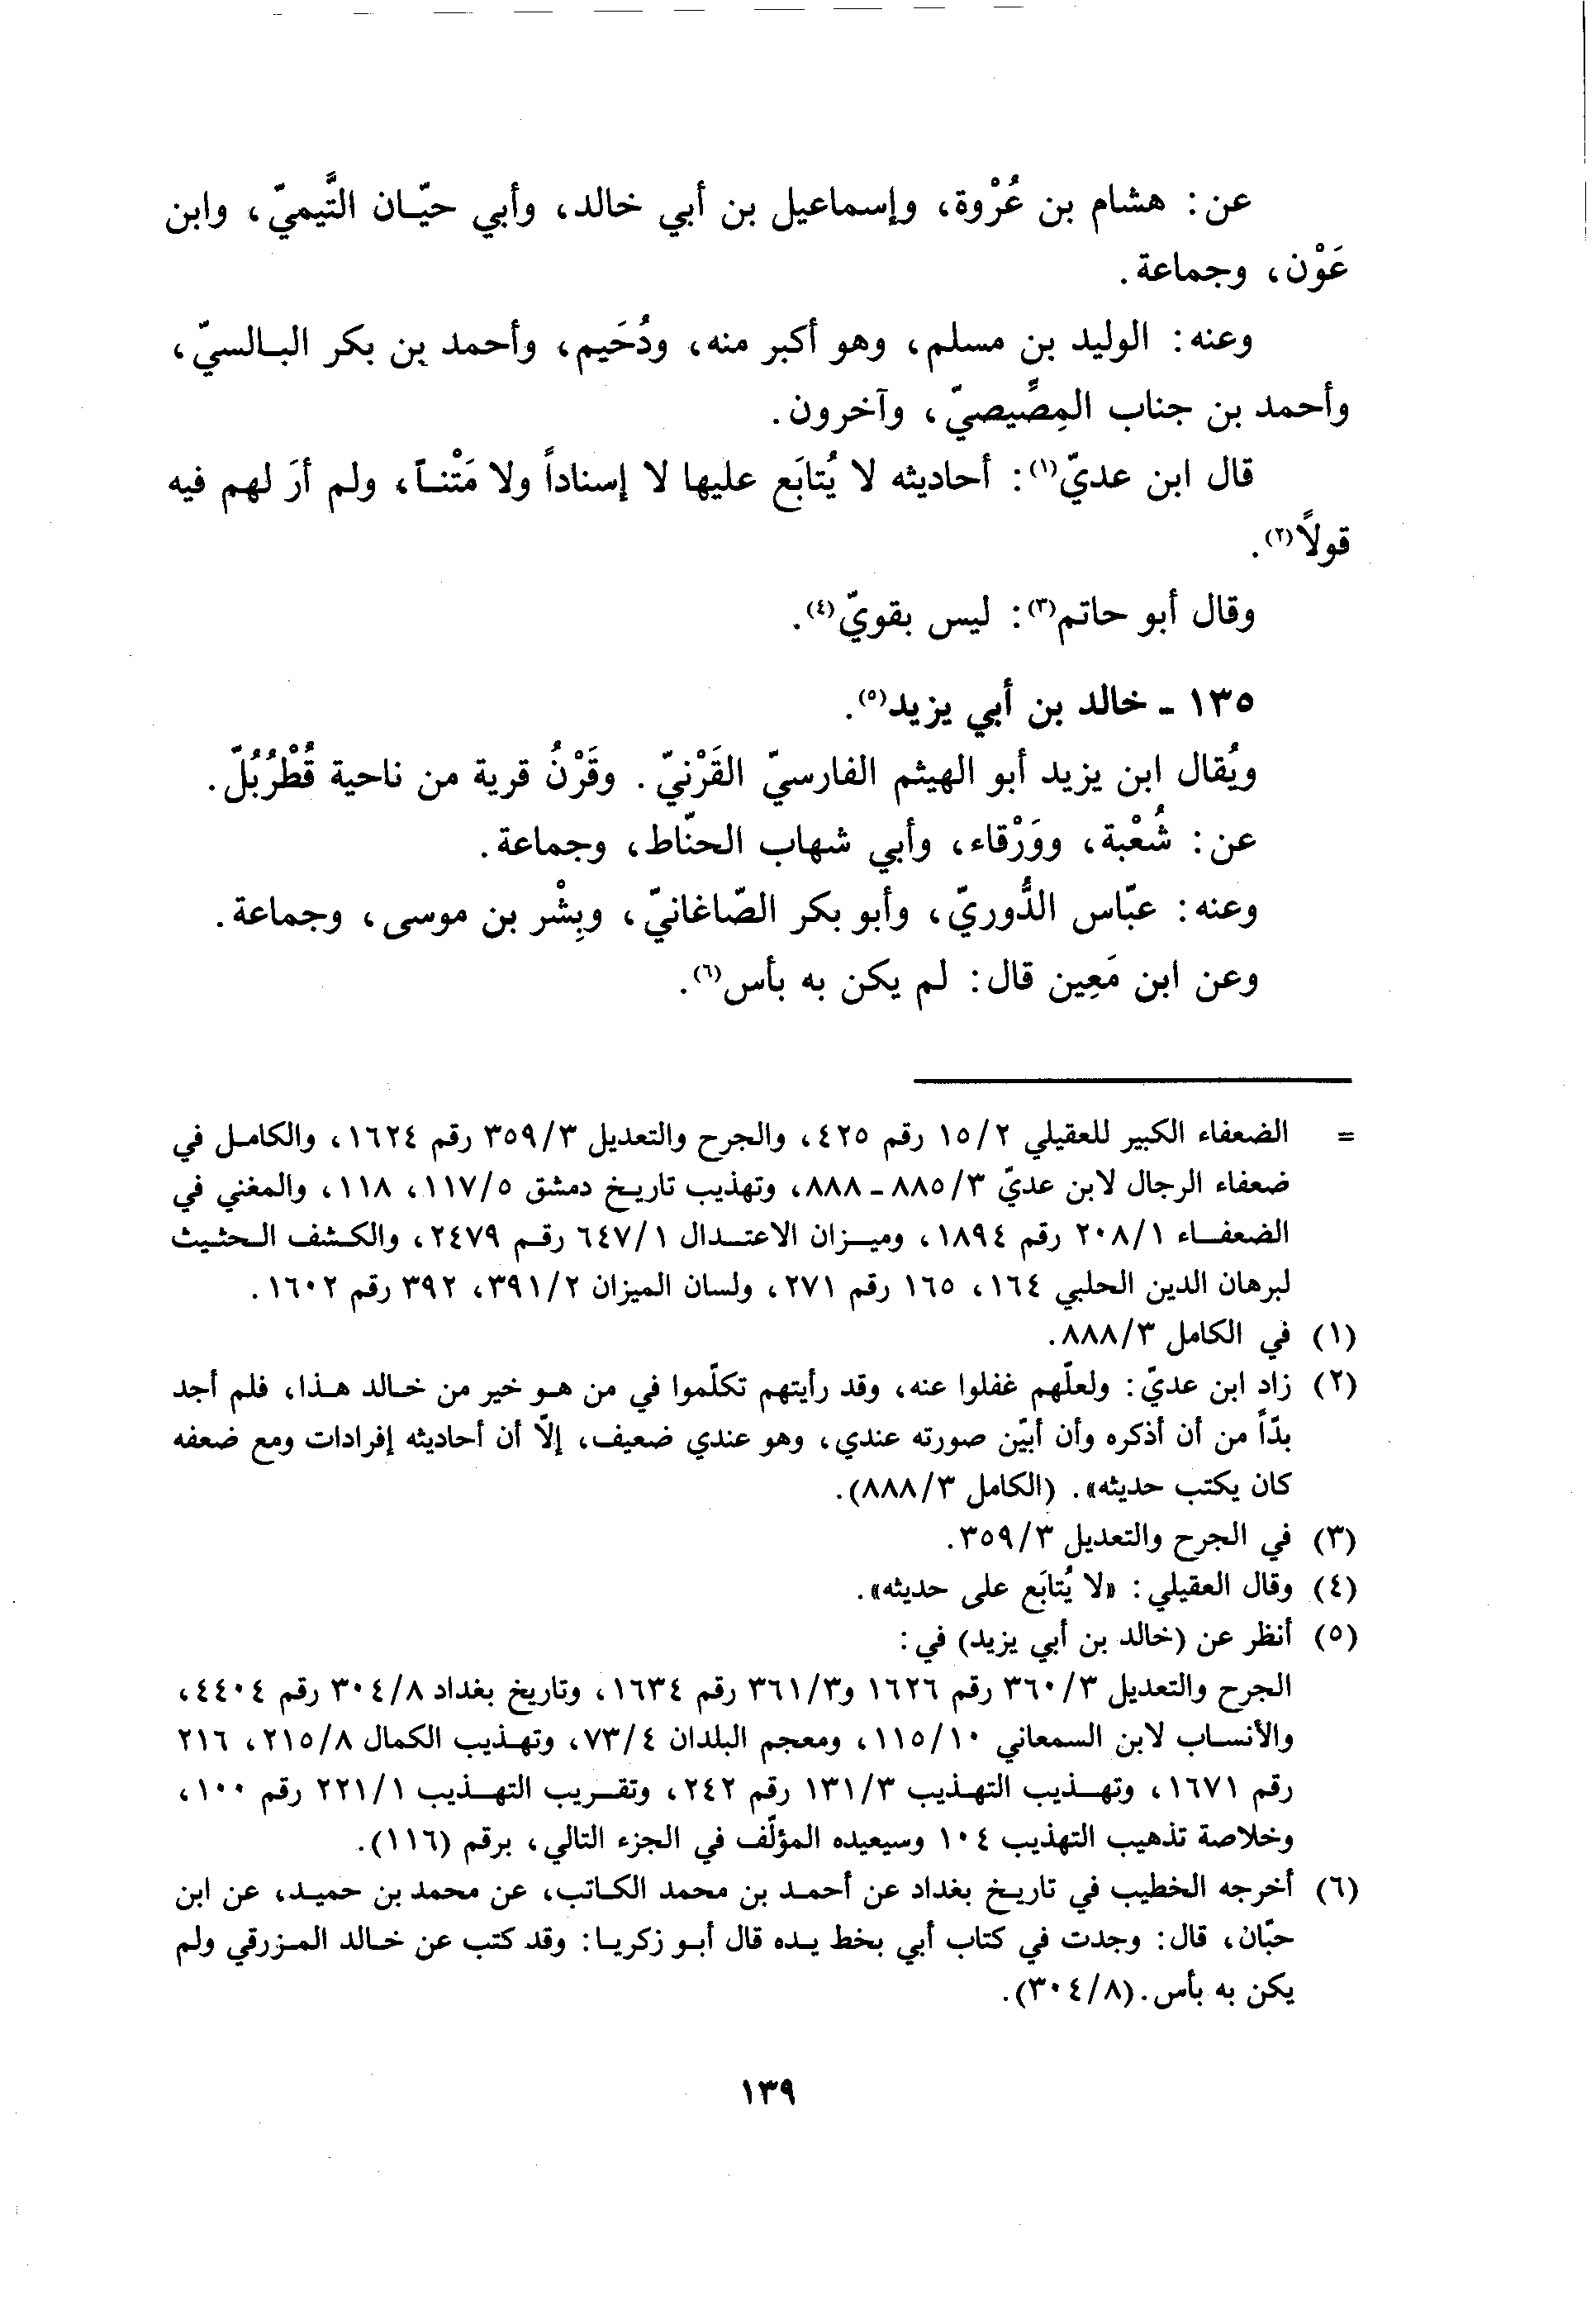 عن: هشام بن عُرْوة، وإسماعيل بن أبي خالد، وأبي حيّـان التَّيميّ، وابن
عَوْن، وجماعة.
وعنه: الوليد بن مسلم، وهو أكبر منه، ودُحَيم، وأحمد بن بكر البـالسيّ،
وأحمد بن جناب المِصِّيصيّ، وآخرون.
قال ابن عديّ(١): أحاديثه لا يُتابَع عليها لا إسناداً ولا مَتْنـاً، ولم أرَ لهم فيه
قولاً(٢).
وقال أبو حاتم(٣): ليس بقويّ(٤).
١٣٥ ـ خالد بن أبي يزيد(٥).
ويُقال ابن يزيد أبو الهيثم الفارسيّ القَرْنيّ. وقَرْنُ قرية من ناحية قُطْرُبُلّ.
عن: شُعْبة، ووَرْقاء، وأبي شهاب الحنّاط، وجماعة.
وعنه: عبّاس الدُّوريّ، وأبو بكر الصّاغانيّ، وبِشْر بن موسى، وجماعة.
وعن ابن مَعِين قال: لم يكن به بأس(٦).
= الضعفاء الكبير للعقيلي ١٥/٢ رقم ٤٢٥، والجرح والتعديل ٣٥٩/٣ رقم ١٦٢٤، والكامـل في
ضعفاء الرجال لابن عديّ ٨٨٥/٣ ـ ٨٨٨، وتهذيب تاريـخ دمشق ١١٧/٥، ١١٨، والمغني في
الضعفـاء ٢٠٨/١ رقم ١٨٩٤، وميـزان الاعتـدال ٦٤٧/١ رقـم ٢٤٧٩، والكـشف الـحثـيث
لبرهان الدين الحلبي ١٦٤، ١٦٥ رقم ٢٧١، ولسان الميزان ٣٩١/٢، ٣٩٢ رقم ١٦٠٢.
(١) في الكامل ٨٨٨/٣.
(٢) زاد ابن عديّ: ولعلّهم غفلوا عنه، وقد رأيتهم تكلّموا في من هـو خير من خـالد هـذا، فلم أجد
بدّاً من أن أذكره وأن أبيّن صورته عندي، وهو عندي ضعيف، إلاّ أن أحاديثه إفرادات ومع ضعفه
كان يكتب حديثه». (الكامل ٨٨٨/٣).
(٣) في الجرح والتعديل ٣٥٩/٣.
(٤) وقال العقيلي: «لا يُتابَع على حديثه».
(٥) أنظر عن (خالد بن أبي يزيد) في:
الجرح والتعديل ٣٦٠/٣ رقم ١٦٢٦ و٣٦١/٣ رقم ١٦٣٤، وتاريخ بغداد ٣٠٤/٨ رقم ٤٤٠٤،
والأنسـاب لابن السمعاني ١١٥/١٠، ومعجم البلدان ٧٣/٤، وتهـذيب الكمال ٢١٥/٨، ٢١٦
رقم ١٦٧١، وتهـذيب التهـذيب ١٣١/٣ رقم ٢٤٢، وتقـريب التهـذيب ٢٢١/١ رقم ١٠٠،
وخلاصة تذهيب التهذيب ١٠٤ وسيعيده المؤلّف في الجزء التالي، برقم (١١٦).
(٦) أخرجه الخطيب في تاريـخ بغداد عن أحمـد بن محمد الكـاتب، عن محمد بن حميـد، عن ابن
حبّان، قال: وجدت في كتاب أبي بخط يـده قال أبـو زكريـا: وقد كتب عن خـالد المـزرقي ولم
يكن به بأس. (٣٠٤/٨).
١٣٩